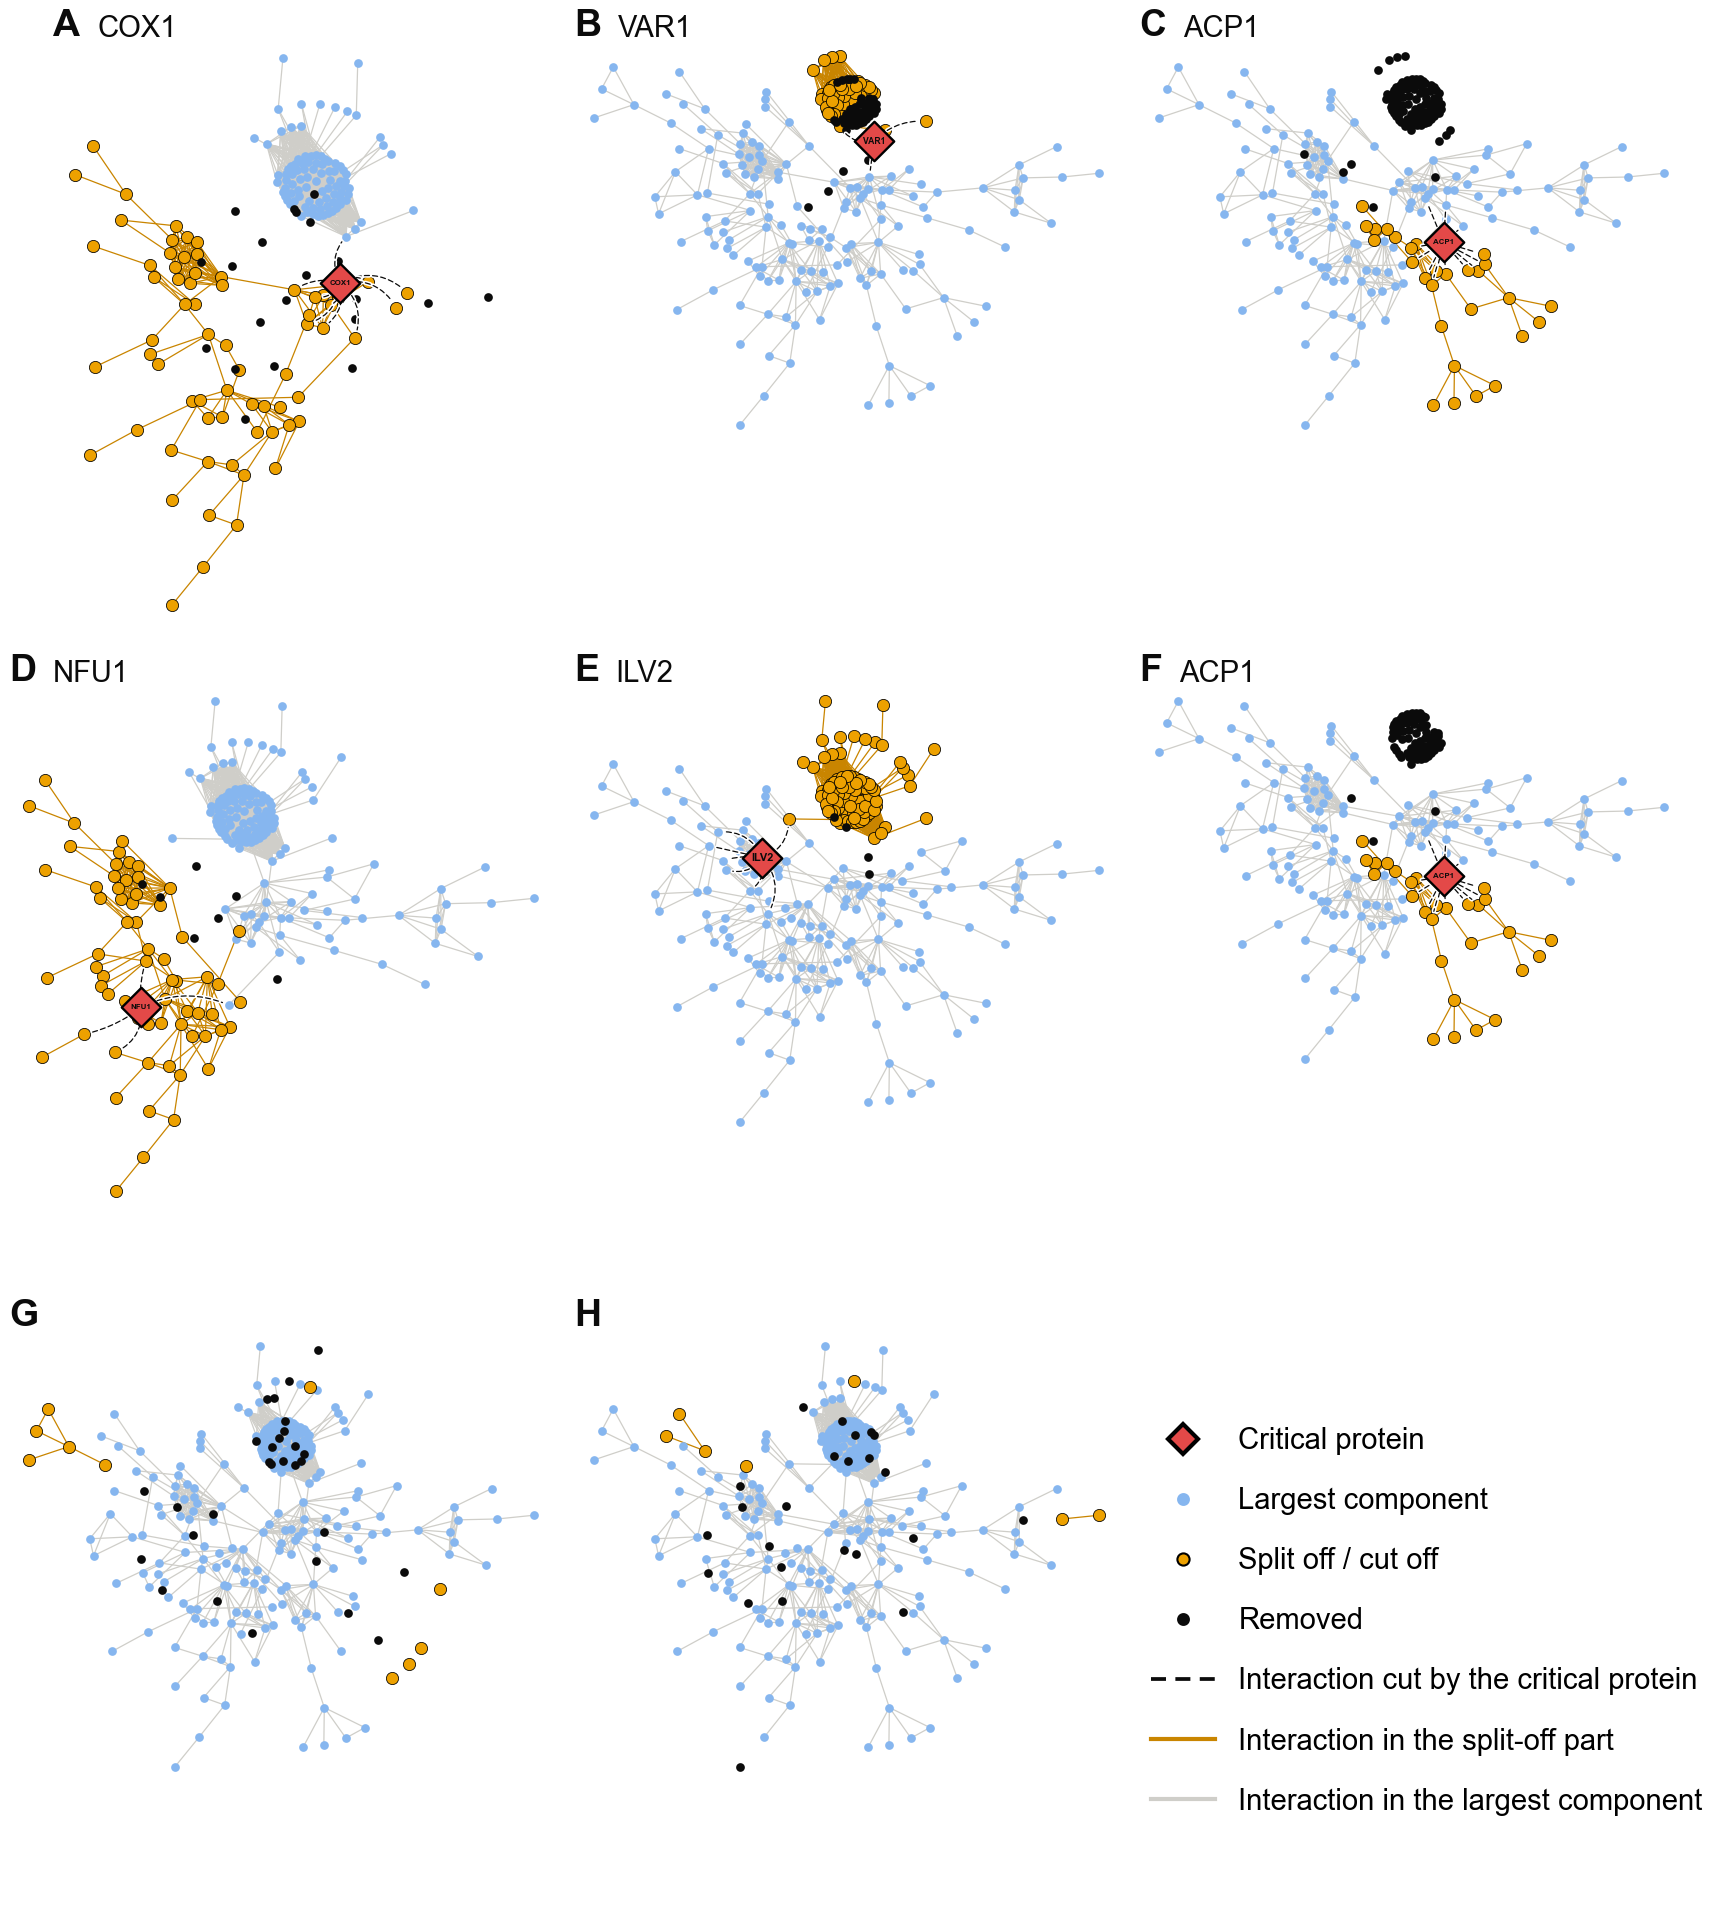 A COX1
B VAR1
C ACP1
COX1
VAR1
ACP1
D NFU1
E ILV2
F ACP1
NFU1
ILV2
ACP1
G
H
Critical protein
Largest component
Split off / cut off
Removed
Interaction cut by the critical protein
Interaction in the split-off part
Interaction in the largest component